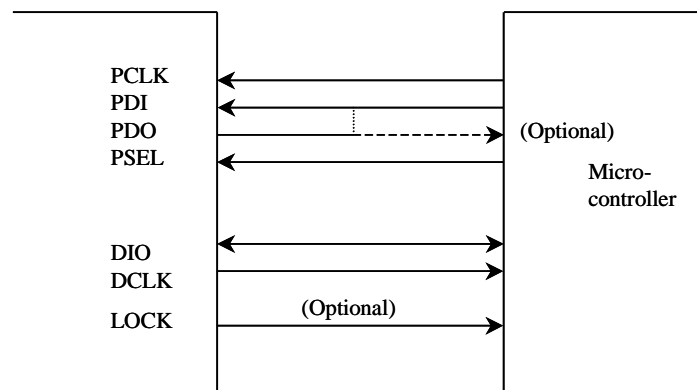 PCLK
PDI
PDO
(Optional)
PSEL
Micro-
controller
DIO
DCLK
(Optional)
LOCK